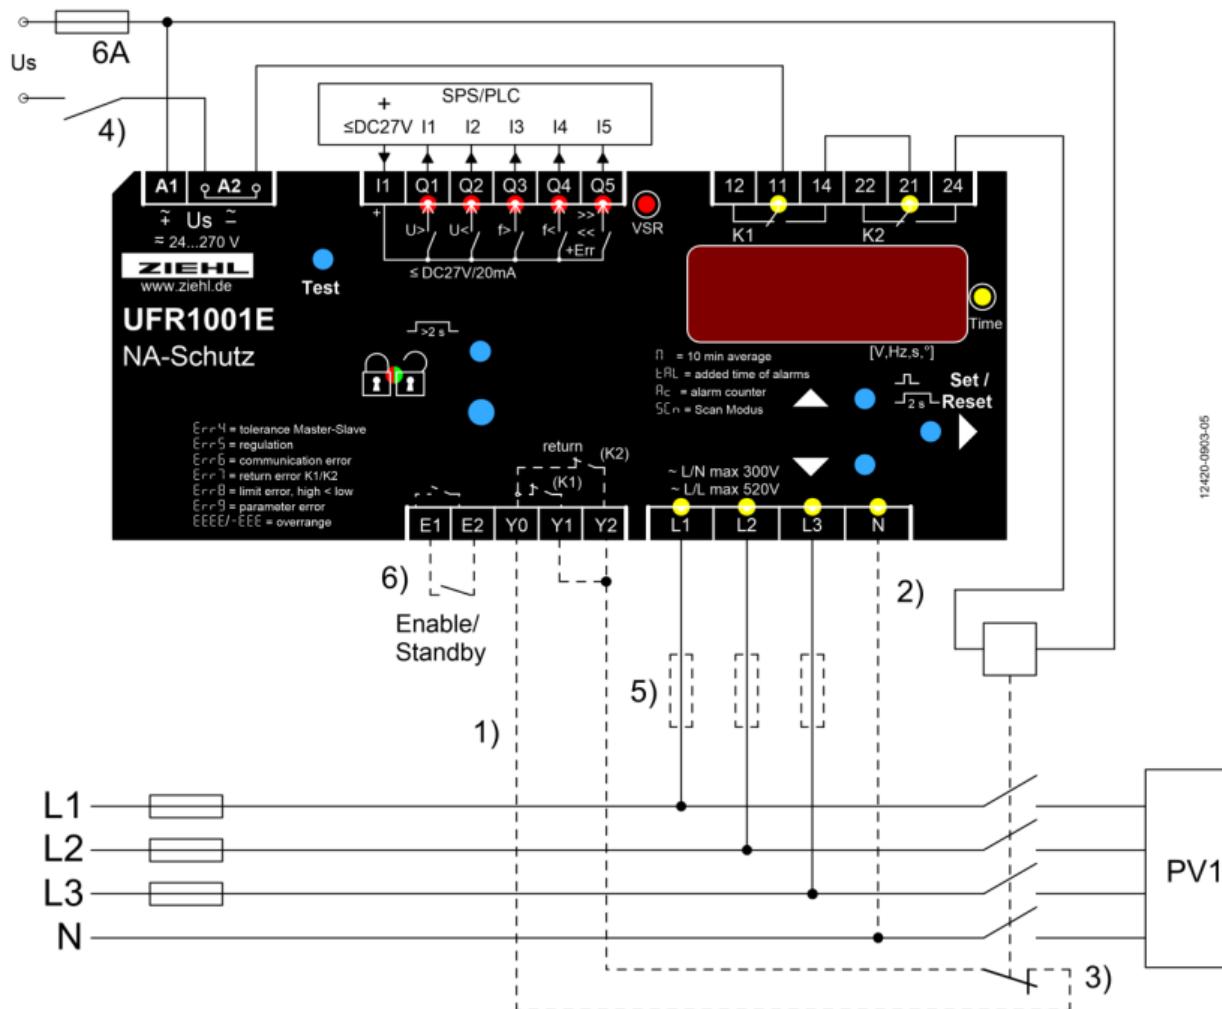 6A
Us
4)
SPS/PLC
+
≤DC27V I1 I2 I3 I4 I5
A1 A2
I1 Q1 Q2 Q3 Q4 Q5
12 11 14 22 21 24
~ ~
+ Us –
≂ 24...270 V
ZIEHL
www.ziehl.de
Test
+ U> U< f> f< >>
<<
+Err
≤ DC27V/20mA
VSR
K1 K2
Time
[V,Hz,s,°]
UFR1001E
NA-Schutz
>2 s
n = 10 min average
tAL = added time of alarms
Ac = alarm counter
SCn = Scan Modus
Set /
2 s Reset
Err4 = tolerance Master-Slave
Err5 = regulation
Err6 = communication error
Err7 = return error K1/K2
Err8 = limit error, high < low
Err9 = parameter error
EEEE/-EEE = overrange
return (K2)
(K1)
~ L/N max 300V
~ L/L max 520V
E1 E2 Y0 Y1 Y2
L1 L2 L3 N
12420-0903-05
6)
Enable/
Standby
2)
5)
1)
L1
L2
L3
N
PV1
3)